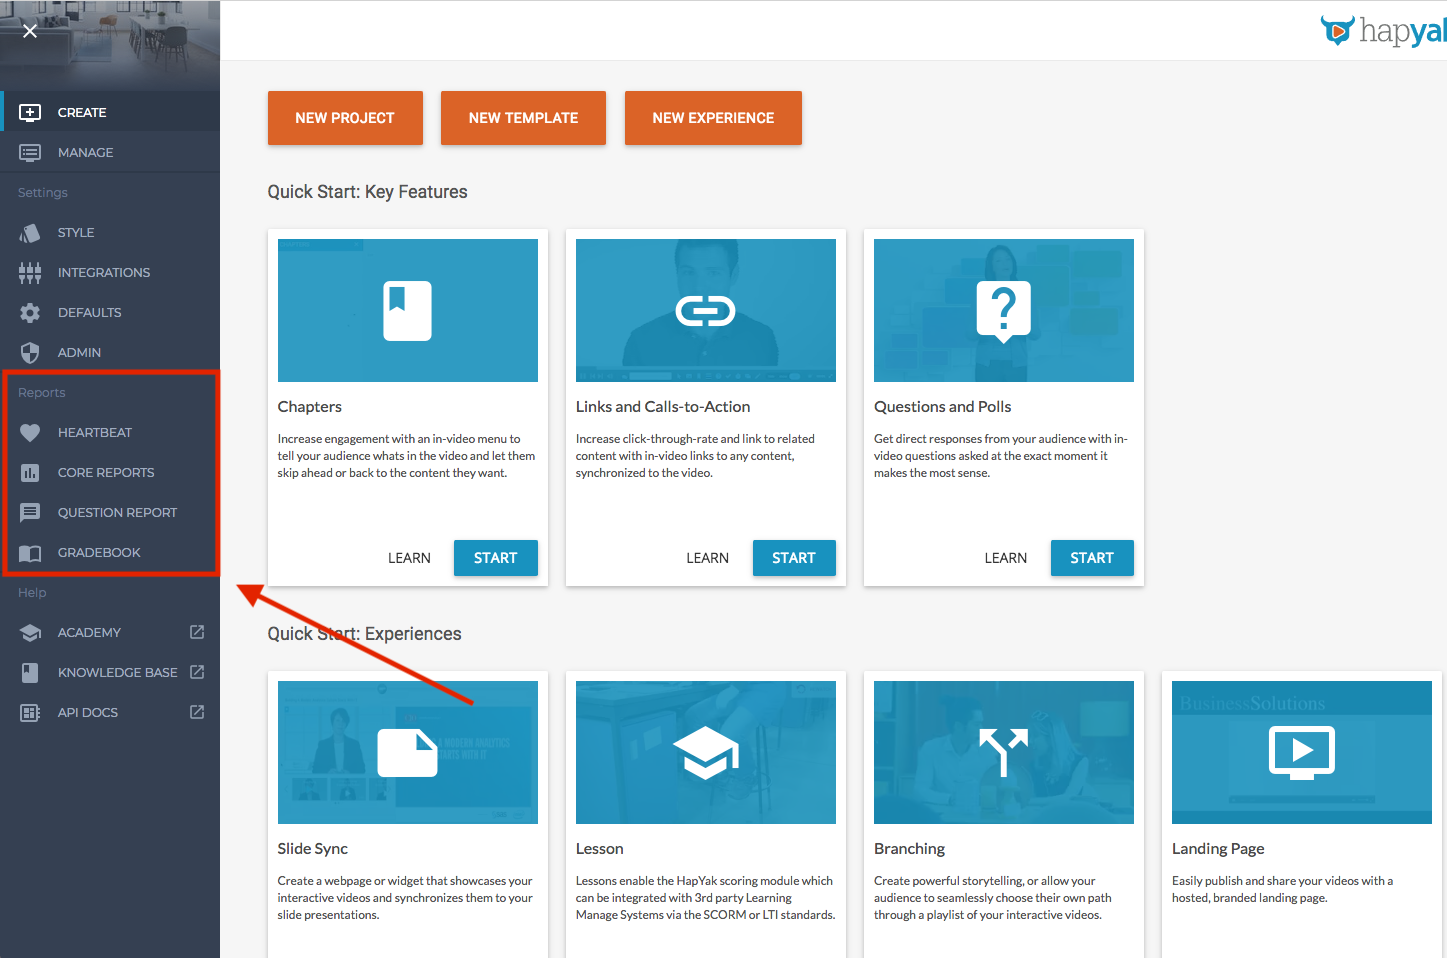 CREATE
MANAGE
Settings
STYLE
INTEGRATIONS
DEFAULTS
ADMIN
Reports
HEARTBEAT
CORE REPORTS
QUESTION REPORT
GRADEBOOK
Help
ACADEMY
KNOWLEDGE BASE
API DOCS
hapyak
NEW PROJECT
NEW TEMPLATE
NEW EXPERIENCE
Quick Start: Key Features
Chapters
Increase engagement with an in-video menu to
tell your audience whats in the video and let them
skip ahead or back to the content they want.
LEARN
START
Links and Calls-to-Action
Increase click-through-rate and link to related
content with in-video links to any content,
synchronized to the video.
LEARN
START
Questions and Polls
Get direct responses from your audience with in-
video questions asked at the exact moment it
makes the most sense.
LEARN
START
Quick Start: Experiences
A MODERN ANALYTICS
STARTS WITH IT
Slide Sync
Create a webpage or widget that showcases your
interactive videos and synchronizes them to your
slide presentations.
Lesson
Lessons enable the HapYak scoring module which
can be integrated with 3rd party Learning
Manage Systems via the SCORM or LTI standards.
Branching
Create powerful storytelling, or allow your
audience to seamlessly choose their own path
through a playlist of your interactive videos.
BusinessSolutions
Landing Page
Easily publish and share your videos with a
hosted, branded landing page.